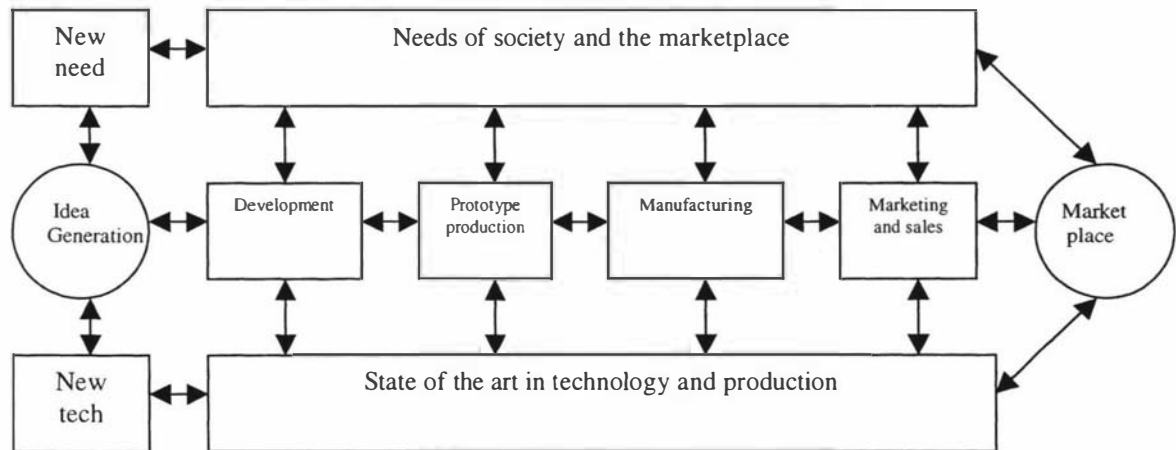 New
need
Needs of society and the marketplace
Idea
Generation
Development
Prototype
production
Manufacturing
Marketing
and sales
Market
place
New
tech
State of the art in technology and production